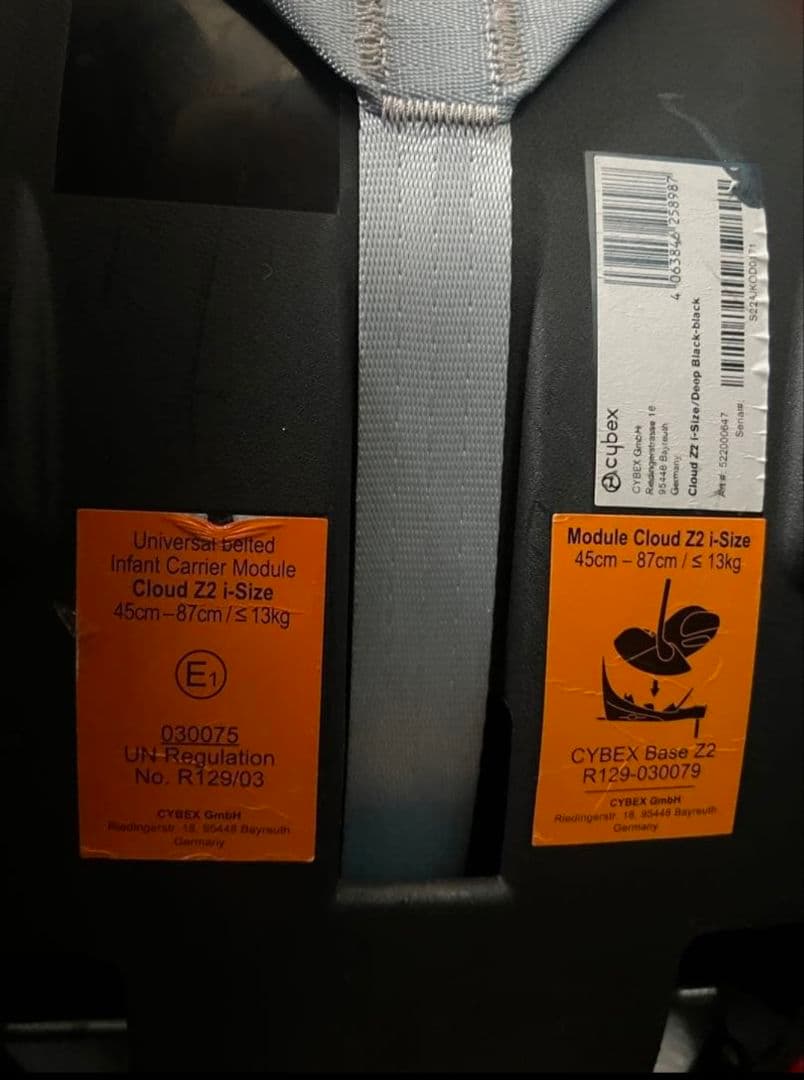 Universal belted
Infant Carrier Module
Cloud Z2 i-Size
45cm–87cm/≤13kg
E1
030075
UN Regulation
No. R129/03
CYBEX GmbH
Riedingerstr. 18, 95448 Bayreuth
Germany
cybex
CYBEX GmbH
95448 Bayreuth
Germany
Cloud Z2 i-Size/Deep Black-black
Art #: 522000647
4 063846 258987
Module Cloud Z2 i-Size
45cm – 87cm / ≤ 13kg
CYBEX Base Z2
R129-030079
CYBEX GmbH
Riedingerstr. 18, 95448 Bayreuth
Germany